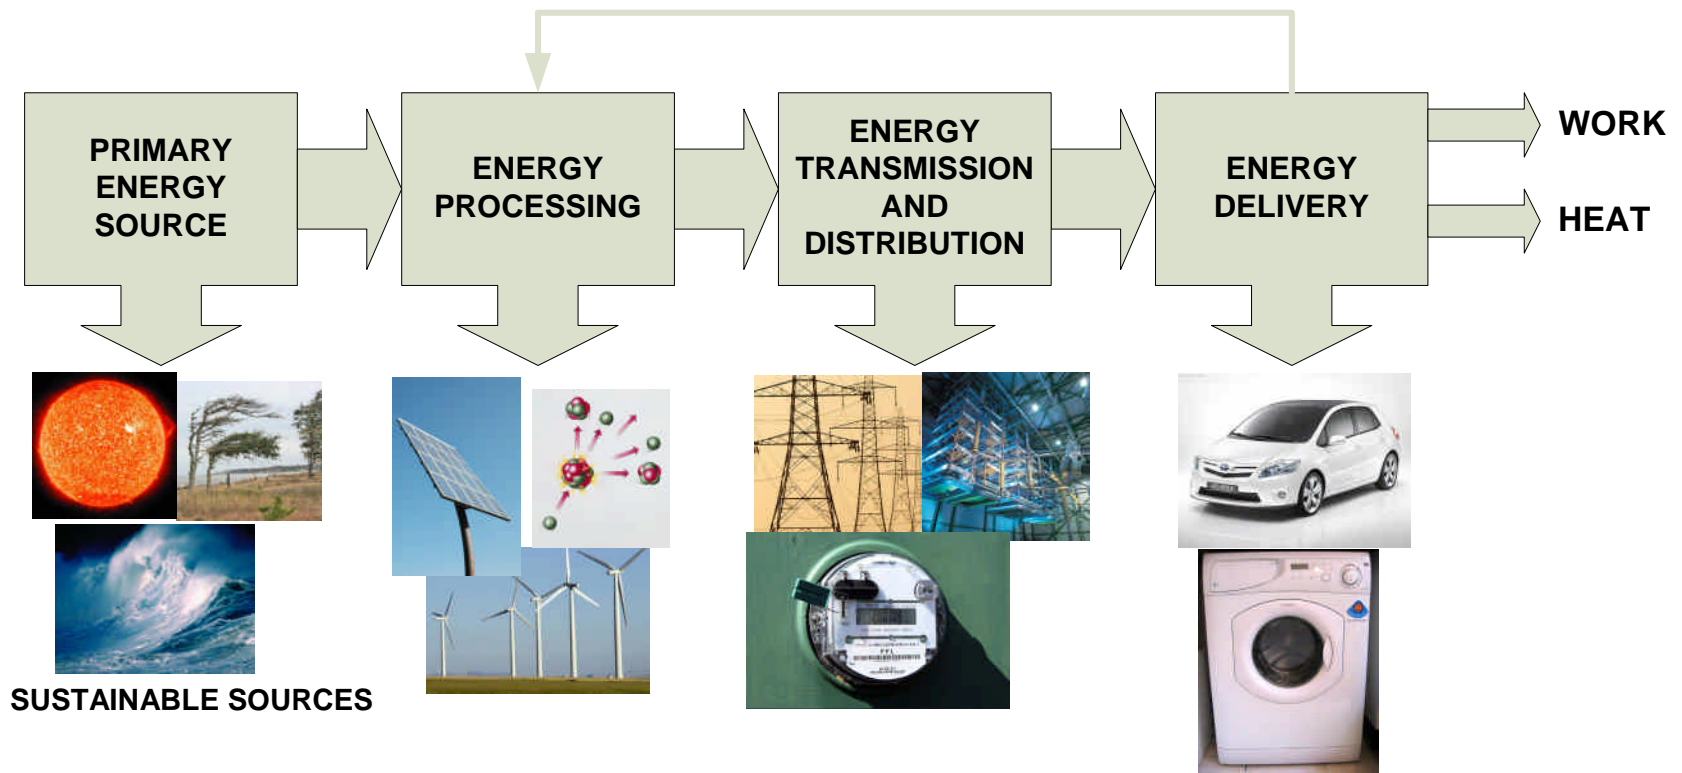 PRIMARY
ENERGY
SOURCE
ENERGY
PROCESSING
ENERGY
TRANSMISSION
AND
DISTRIBUTION
ENERGY
DELIVERY
WORK
HEAT
SUSTAINABLE SOURCES